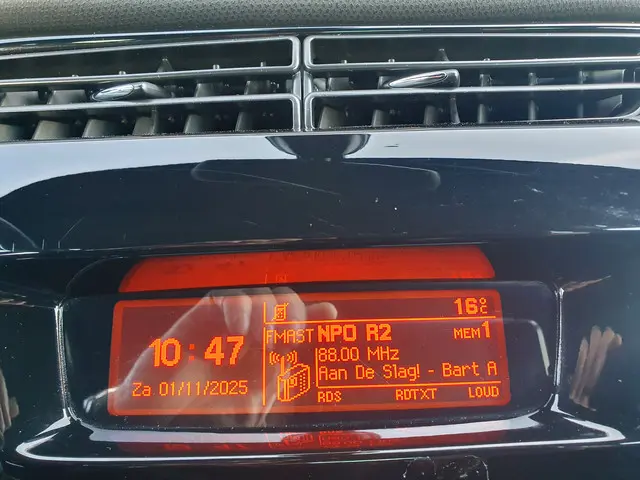 16°C
FMAST NPO R2 MEM1
10:47
88.00 MHz
Aan De Slag! - Bart A
Za 01/11/2025
RDS RDTXT LOUD